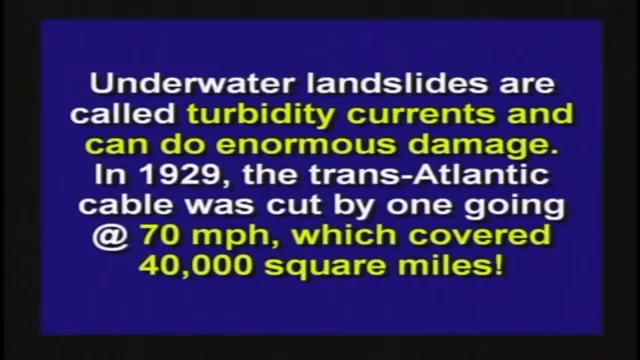 Underwater landslides are
called turbidity currents and
can do enormous damage.
In 1929, the trans-Atlantic
cable was cut by one going
@ 70 mph, which covered
40,000 square miles!